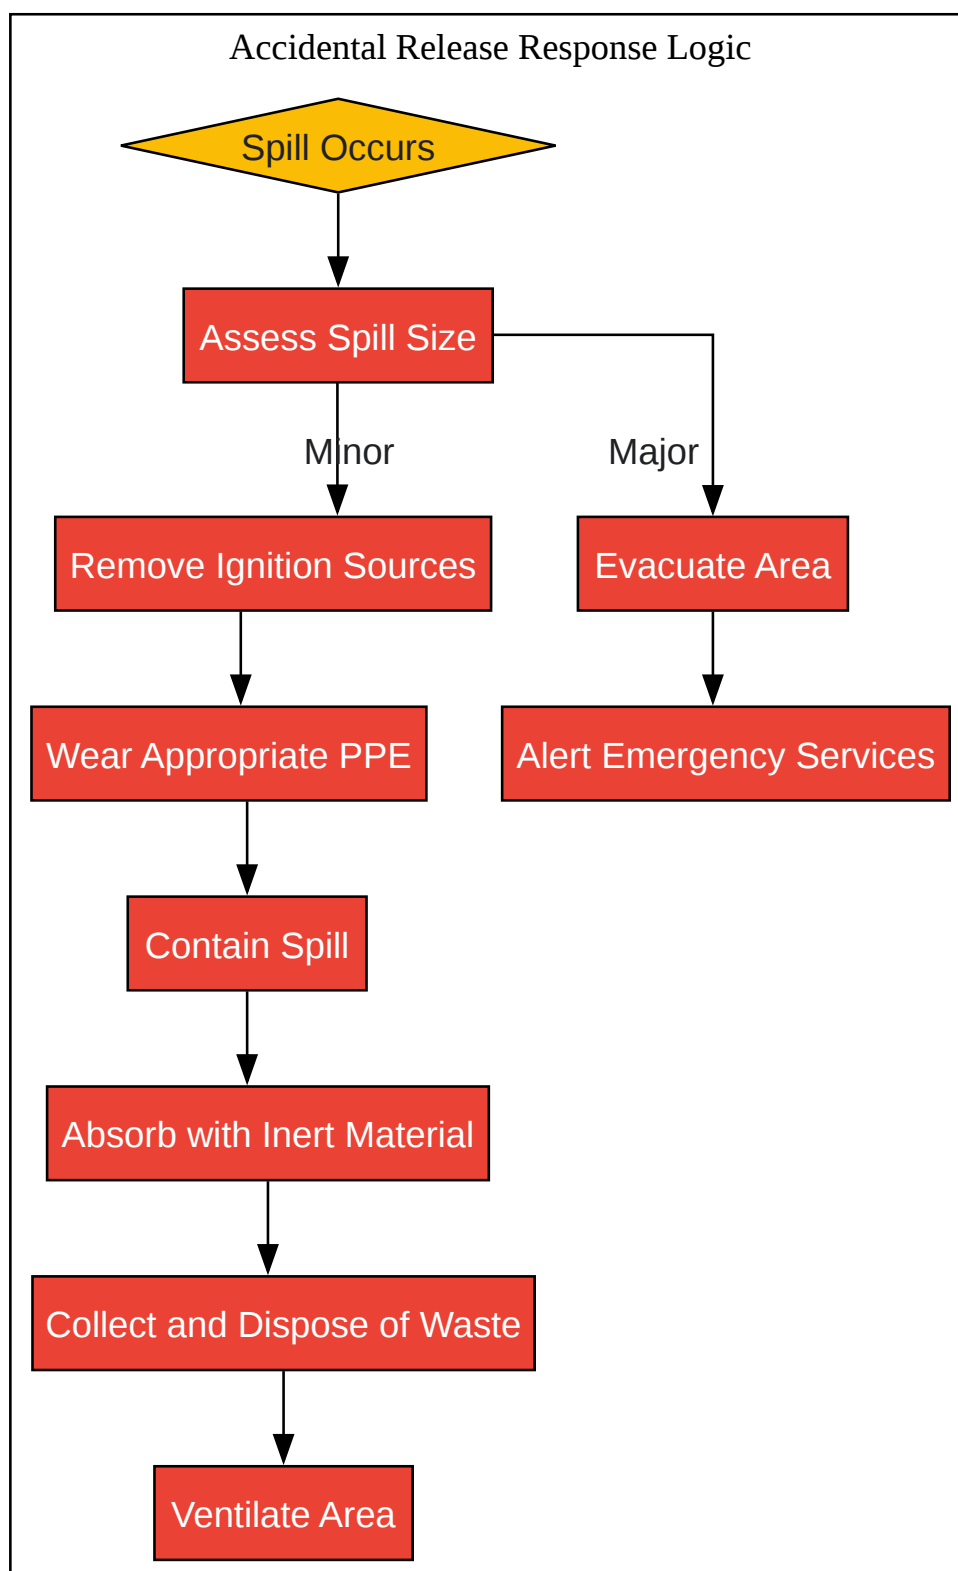 Accidental Release Response Logic
Spill Occurs
Assess Spill Size
Minor
Major
Remove Ignition Sources
Evacuate Area
Wear Appropriate PPE
Alert Emergency Services
Contain Spill
Absorb with Inert Material
Collect and Dispose of Waste
Ventilate Area